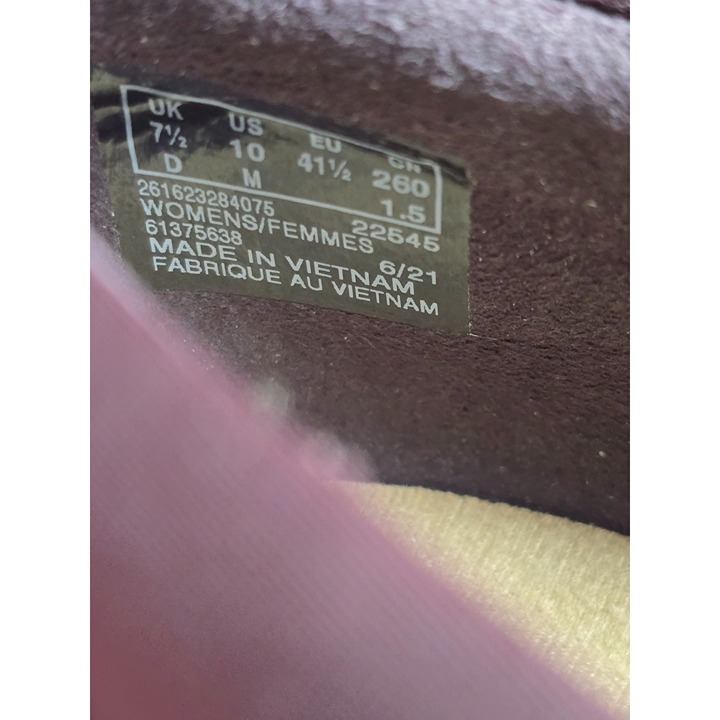 UK US EU CN
7½ 10 41½ 260
D M 1.5
261623284075 22545
WOMENS/FEMMES
61375638 6/21
MADE IN VIETNAM
FABRIQUE AU VIETNAM